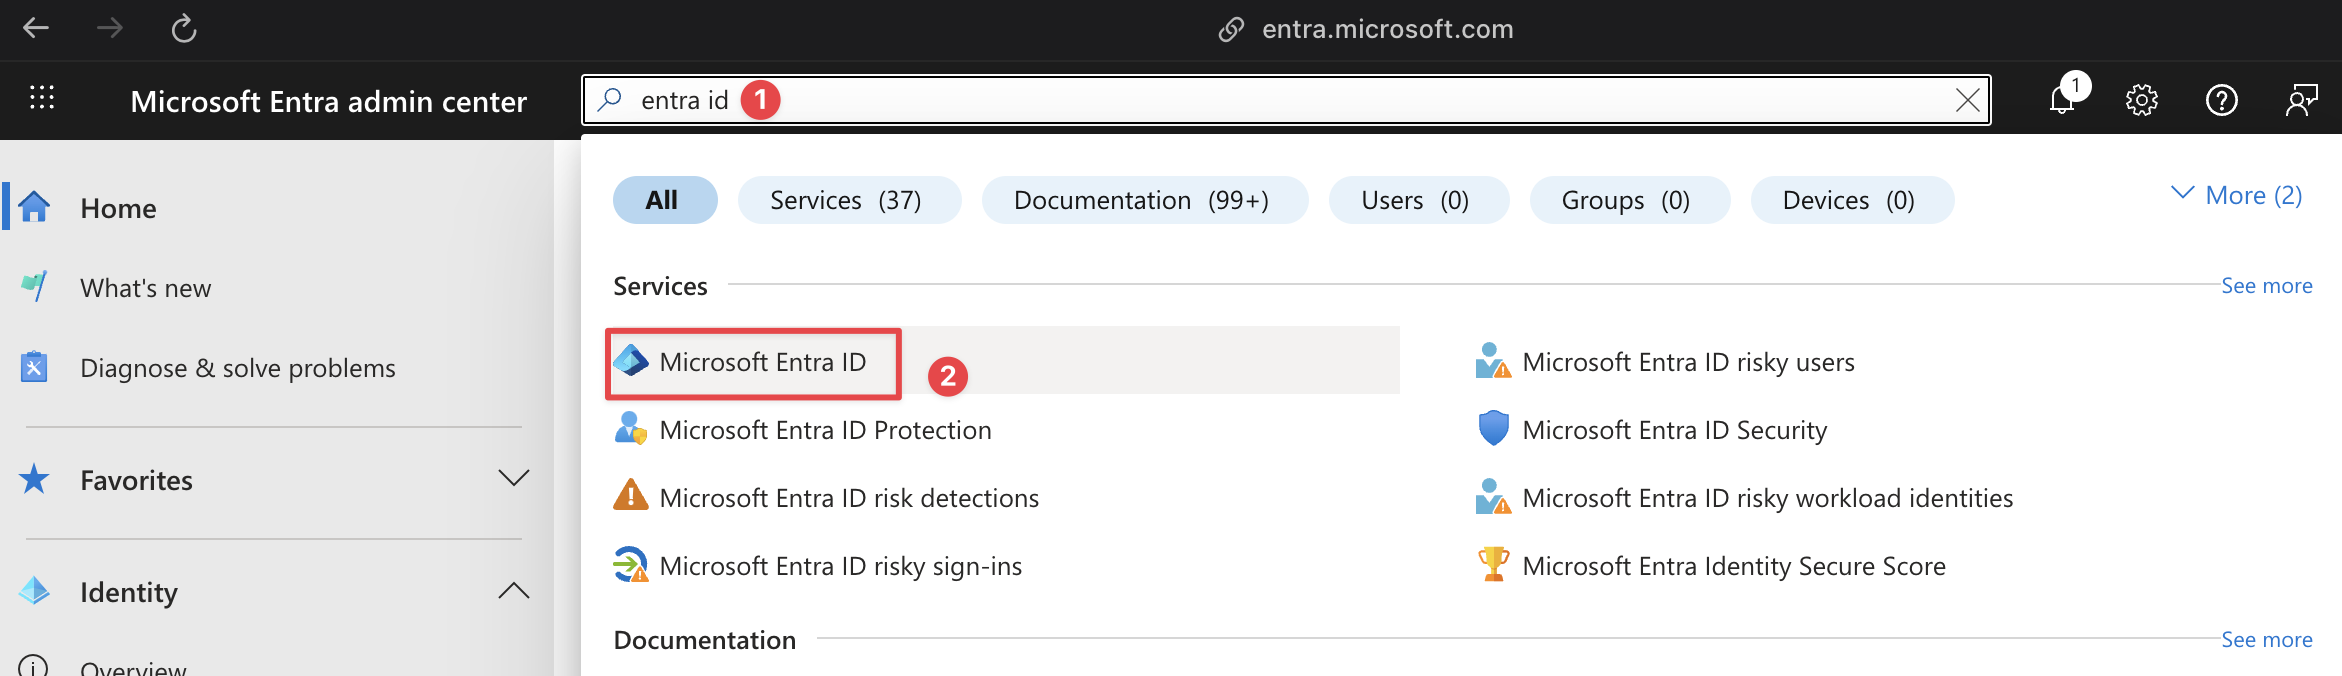 entra.microsoft.com
Microsoft Entra admin center
entra id 1
1
All
Services (37)
Documentation (99+)
Users (0)
Groups (0)
Devices (0)
More (2)
Home
What's new
Diagnose & solve problems
Favorites
Identity
Overview
Services
See more
Microsoft Entra ID
2
Microsoft Entra ID risky users
Microsoft Entra ID Protection
Microsoft Entra ID Security
Microsoft Entra ID risk detections
Microsoft Entra ID risky workload identities
Microsoft Entra ID risky sign-ins
Microsoft Entra Identity Secure Score
Documentation
See more